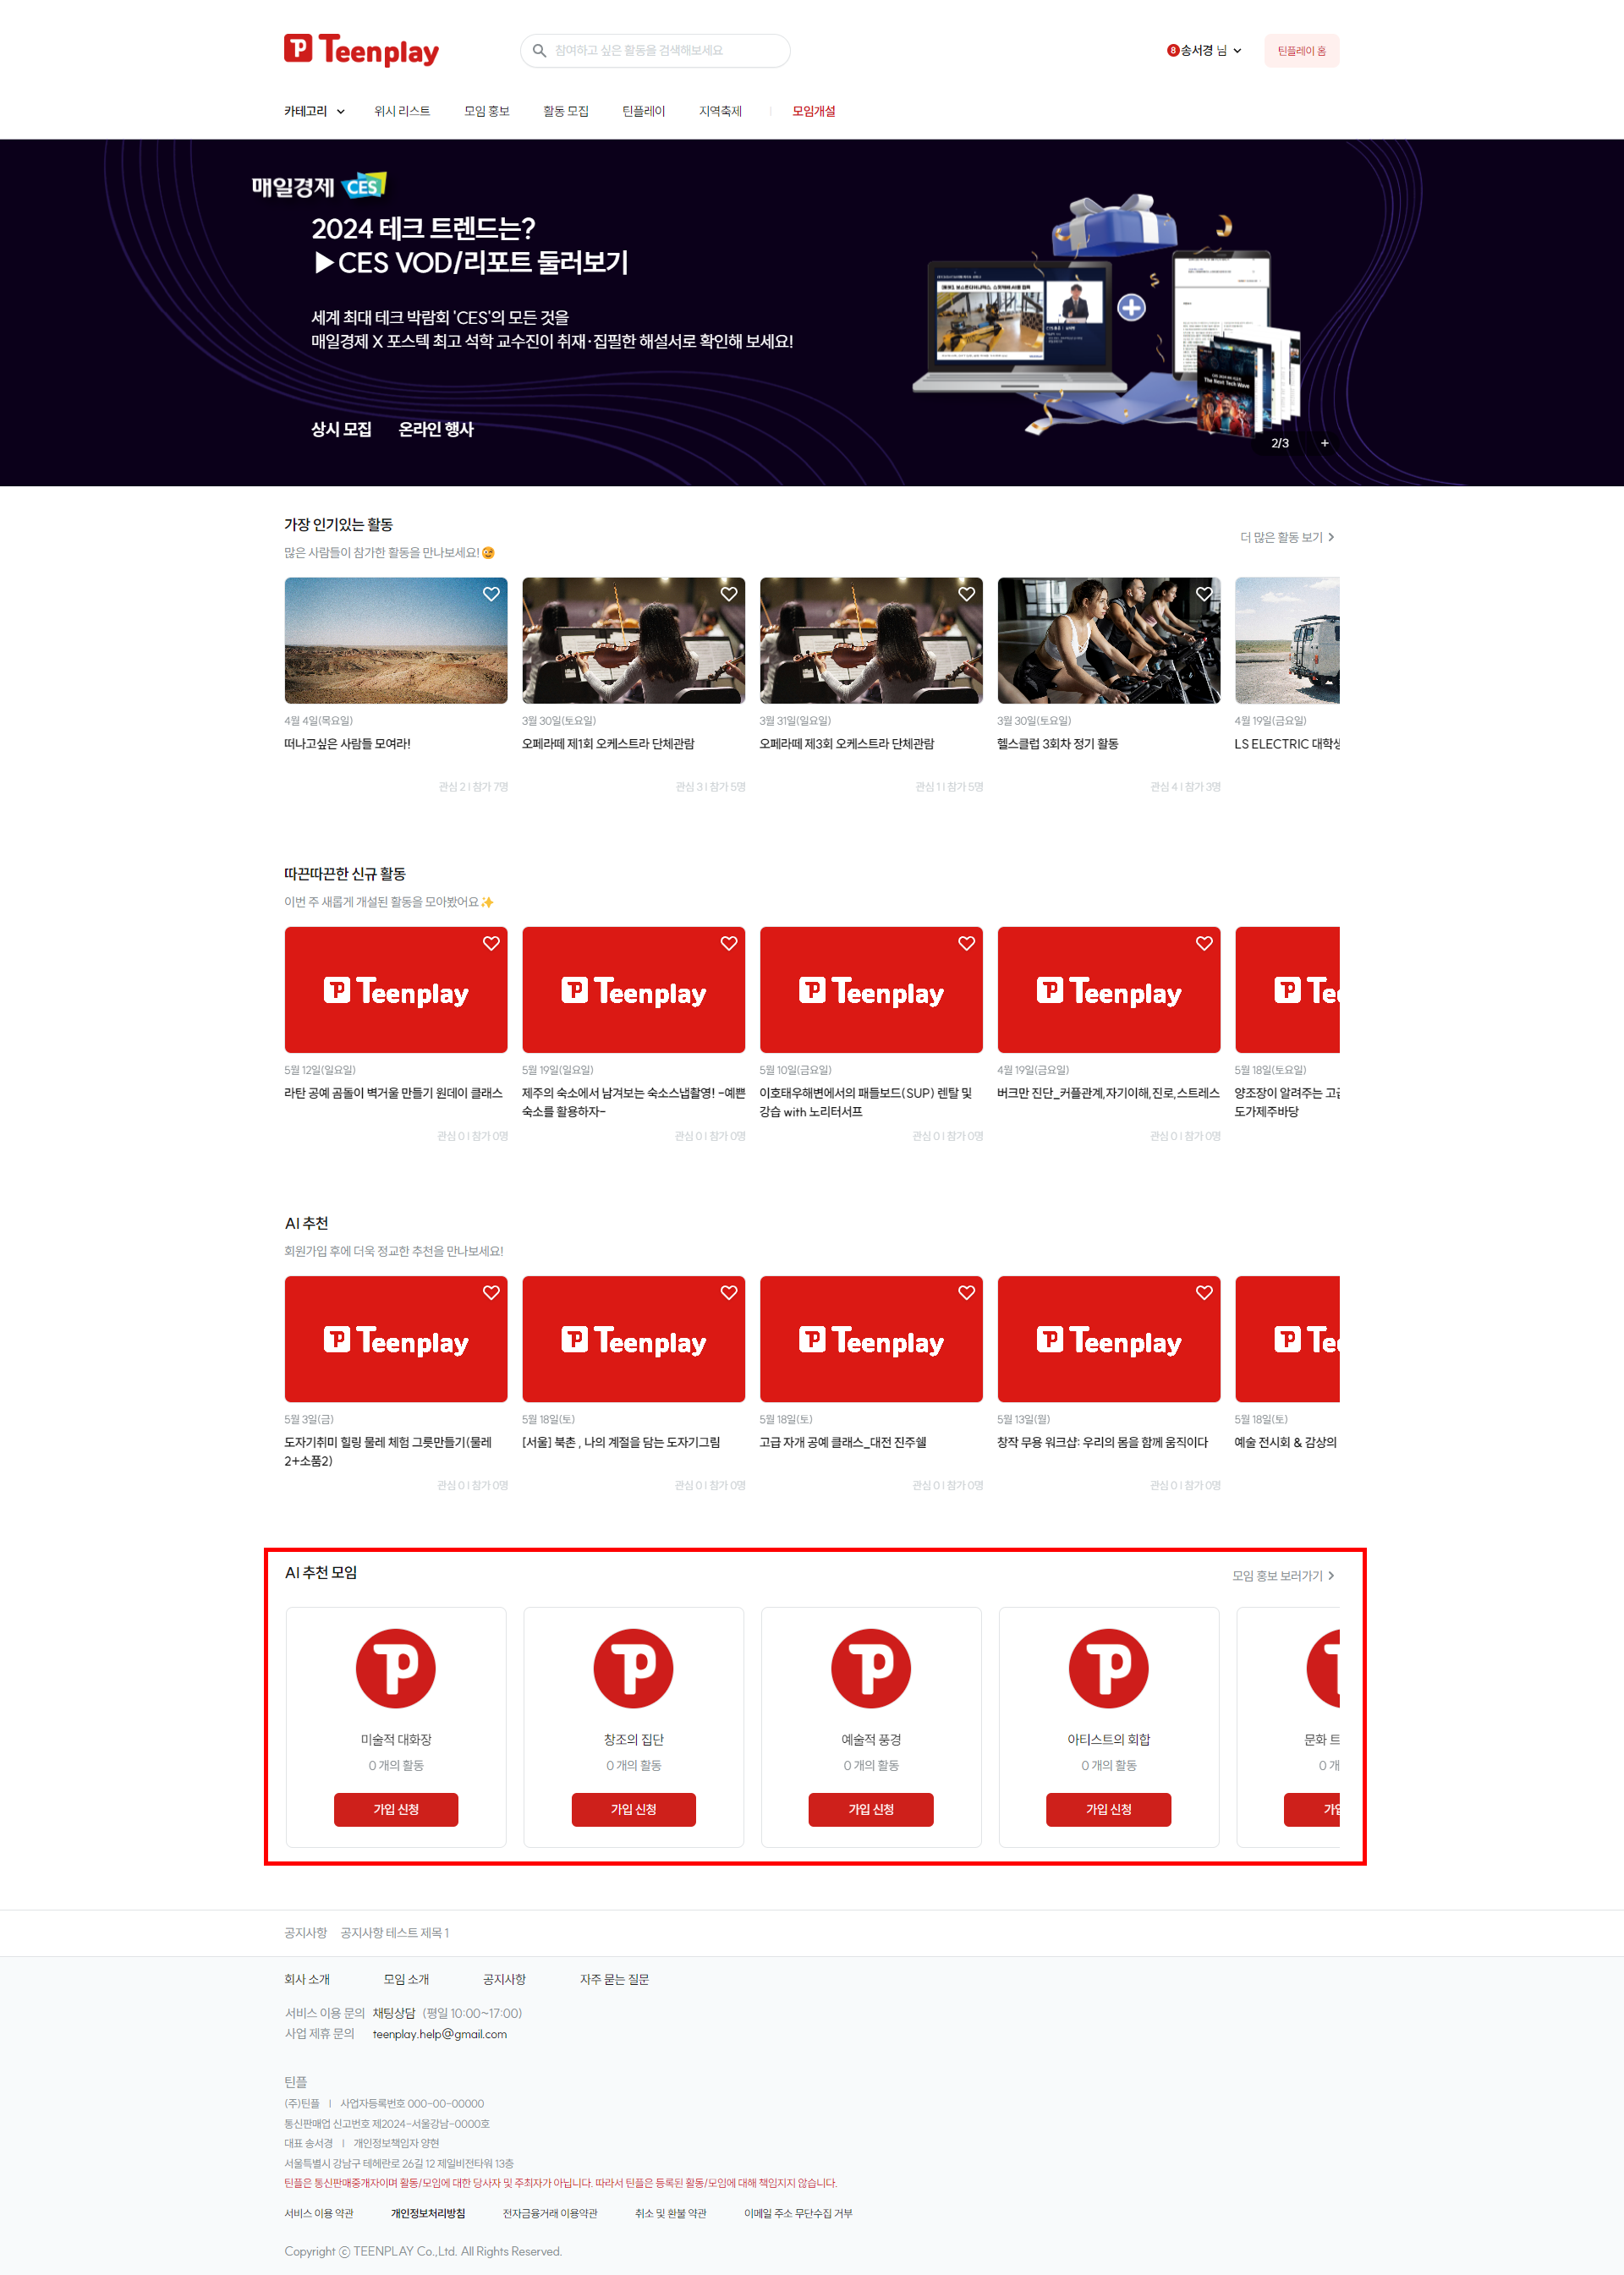 Teenplay
참여하고 싶은 활동을 검색해보세요
8 송서경 님
틴플레이 홈
카테고리
위시 리스트
모임 홍보
활동 모집
틴플레이
지역축제
모임개설
매일경제 CES
2024 테크 트렌드는?
▶CES VOD/리포트 둘러보기
세계 최대 테크 박람회 'CES'의 모든 것을
매일경제 X 포스텍 최고 석학 교수진이 취재·집필한 해설서로 확인해 보세요!
상시 모집 온라인 행사
The Next Tech Wave
2/3 +
가장 인기있는 활동
많은 사람들이 참가한 활동을 만나보세요!😉
더 많은 활동 보기
4월 4일(목요일)
떠나고싶은 사람들 모여라!
관심 2 | 참가 7명
3월 30일(토요일)
오페라떼 제1회 오케스트라 단체관람
관심 3 | 참가 5명
3월 31일(일요일)
오페라떼 제3회 오케스트라 단체관람
관심 1 | 참가 5명
3월 30일(토요일)
헬스클럽 3회차 정기 활동
관심 4 | 참가 3명
4월 19일(금요일)
LS ELECTRIC 대학생
따끈따끈한 신규 활동
이번 주 새롭게 개설된 활동을 모아봤어요✨
Teenplay
5월 12일(일요일)
라탄 공예 곰돌이 벽거울 만들기 원데이 클래스
관심 0 | 참가 0명
Teenplay
5월 19일(일요일)
제주의 숙소에서 남겨보는 숙소스냅촬영! -예쁜
숙소를 활용하자-
관심 0 | 참가 0명
Teenplay
5월 10일(금요일)
이호태우해변에서의 패들보드(SUP) 렌탈 및
강습 with 노리터서프
관심 0 | 참가 0명
Teenplay
4월 19일(금요일)
버크만 진단_커플관계,자기이해,진로,스트레스
관심 0 | 참가 0명
Tee
5월 18일(토요일)
양조장이 알려주는 고급
도가제주바당
AI 추천
회원가입 후에 더욱 정교한 추천을 만나보세요!
Teenplay
5월 3일(금)
도자기취미 힐링 물레 체험 그릇만들기(물레
2+소품2)
관심 0 | 참가 0명
Teenplay
5월 18일(토)
[서울] 북촌 , 나의 계절을 담는 도자기그림
관심 0 | 참가 0명
Teenplay
5월 18일(토)
고급 자개 공예 클래스_대전 진주쉘
관심 0 | 참가 0명
Teenplay
5월 13일(월)
창작 무용 워크샵: 우리의 몸을 함께 움직이다
관심 0 | 참가 0명
Tee
5월 18일(토)
예술 전시회 & 감상의
AI 추천 모임
모임 홍보 보러가기
미술적 대화장
0 개의 활동
가입 신청
창조의 집단
0 개의 활동
가입 신청
예술적 풍경
0 개의 활동
가입 신청
아티스트의 회합
0 개의 활동
가입 신청
문화 트
0 개
가입
공지사항 공지사항 테스트 제목 1
회사 소개
모임 소개
공지사항
자주 묻는 질문
서비스 이용 문의 채팅상담 (평일 10:00~17:00)
사업 제휴 문의 teenplay.help@gmail.com
틴플
(주)틴플 | 사업자등록번호 000-00-00000
통신판매업 신고번호 제2024-서울강남-0000호
대표 송서경 | 개인정보책임자 양현
서울특별시 강남구 테헤란로 26길 12 제일비전타워 13층
틴플은 통신판매중개자이며 활동/모임에 대한 당사자 및 주최자가 아닙니다. 따라서 틴플은 등록된 활동/모임에 대해 책임지지 않습니다.
서비스 이용 약관
개인정보처리방침
전자금융거래 이용약관
취소 및 환불 약관
이메일 주소 무단수집 거부
Copyright ⓒ TEENPLAY Co.,Ltd. All Rights Reserved.